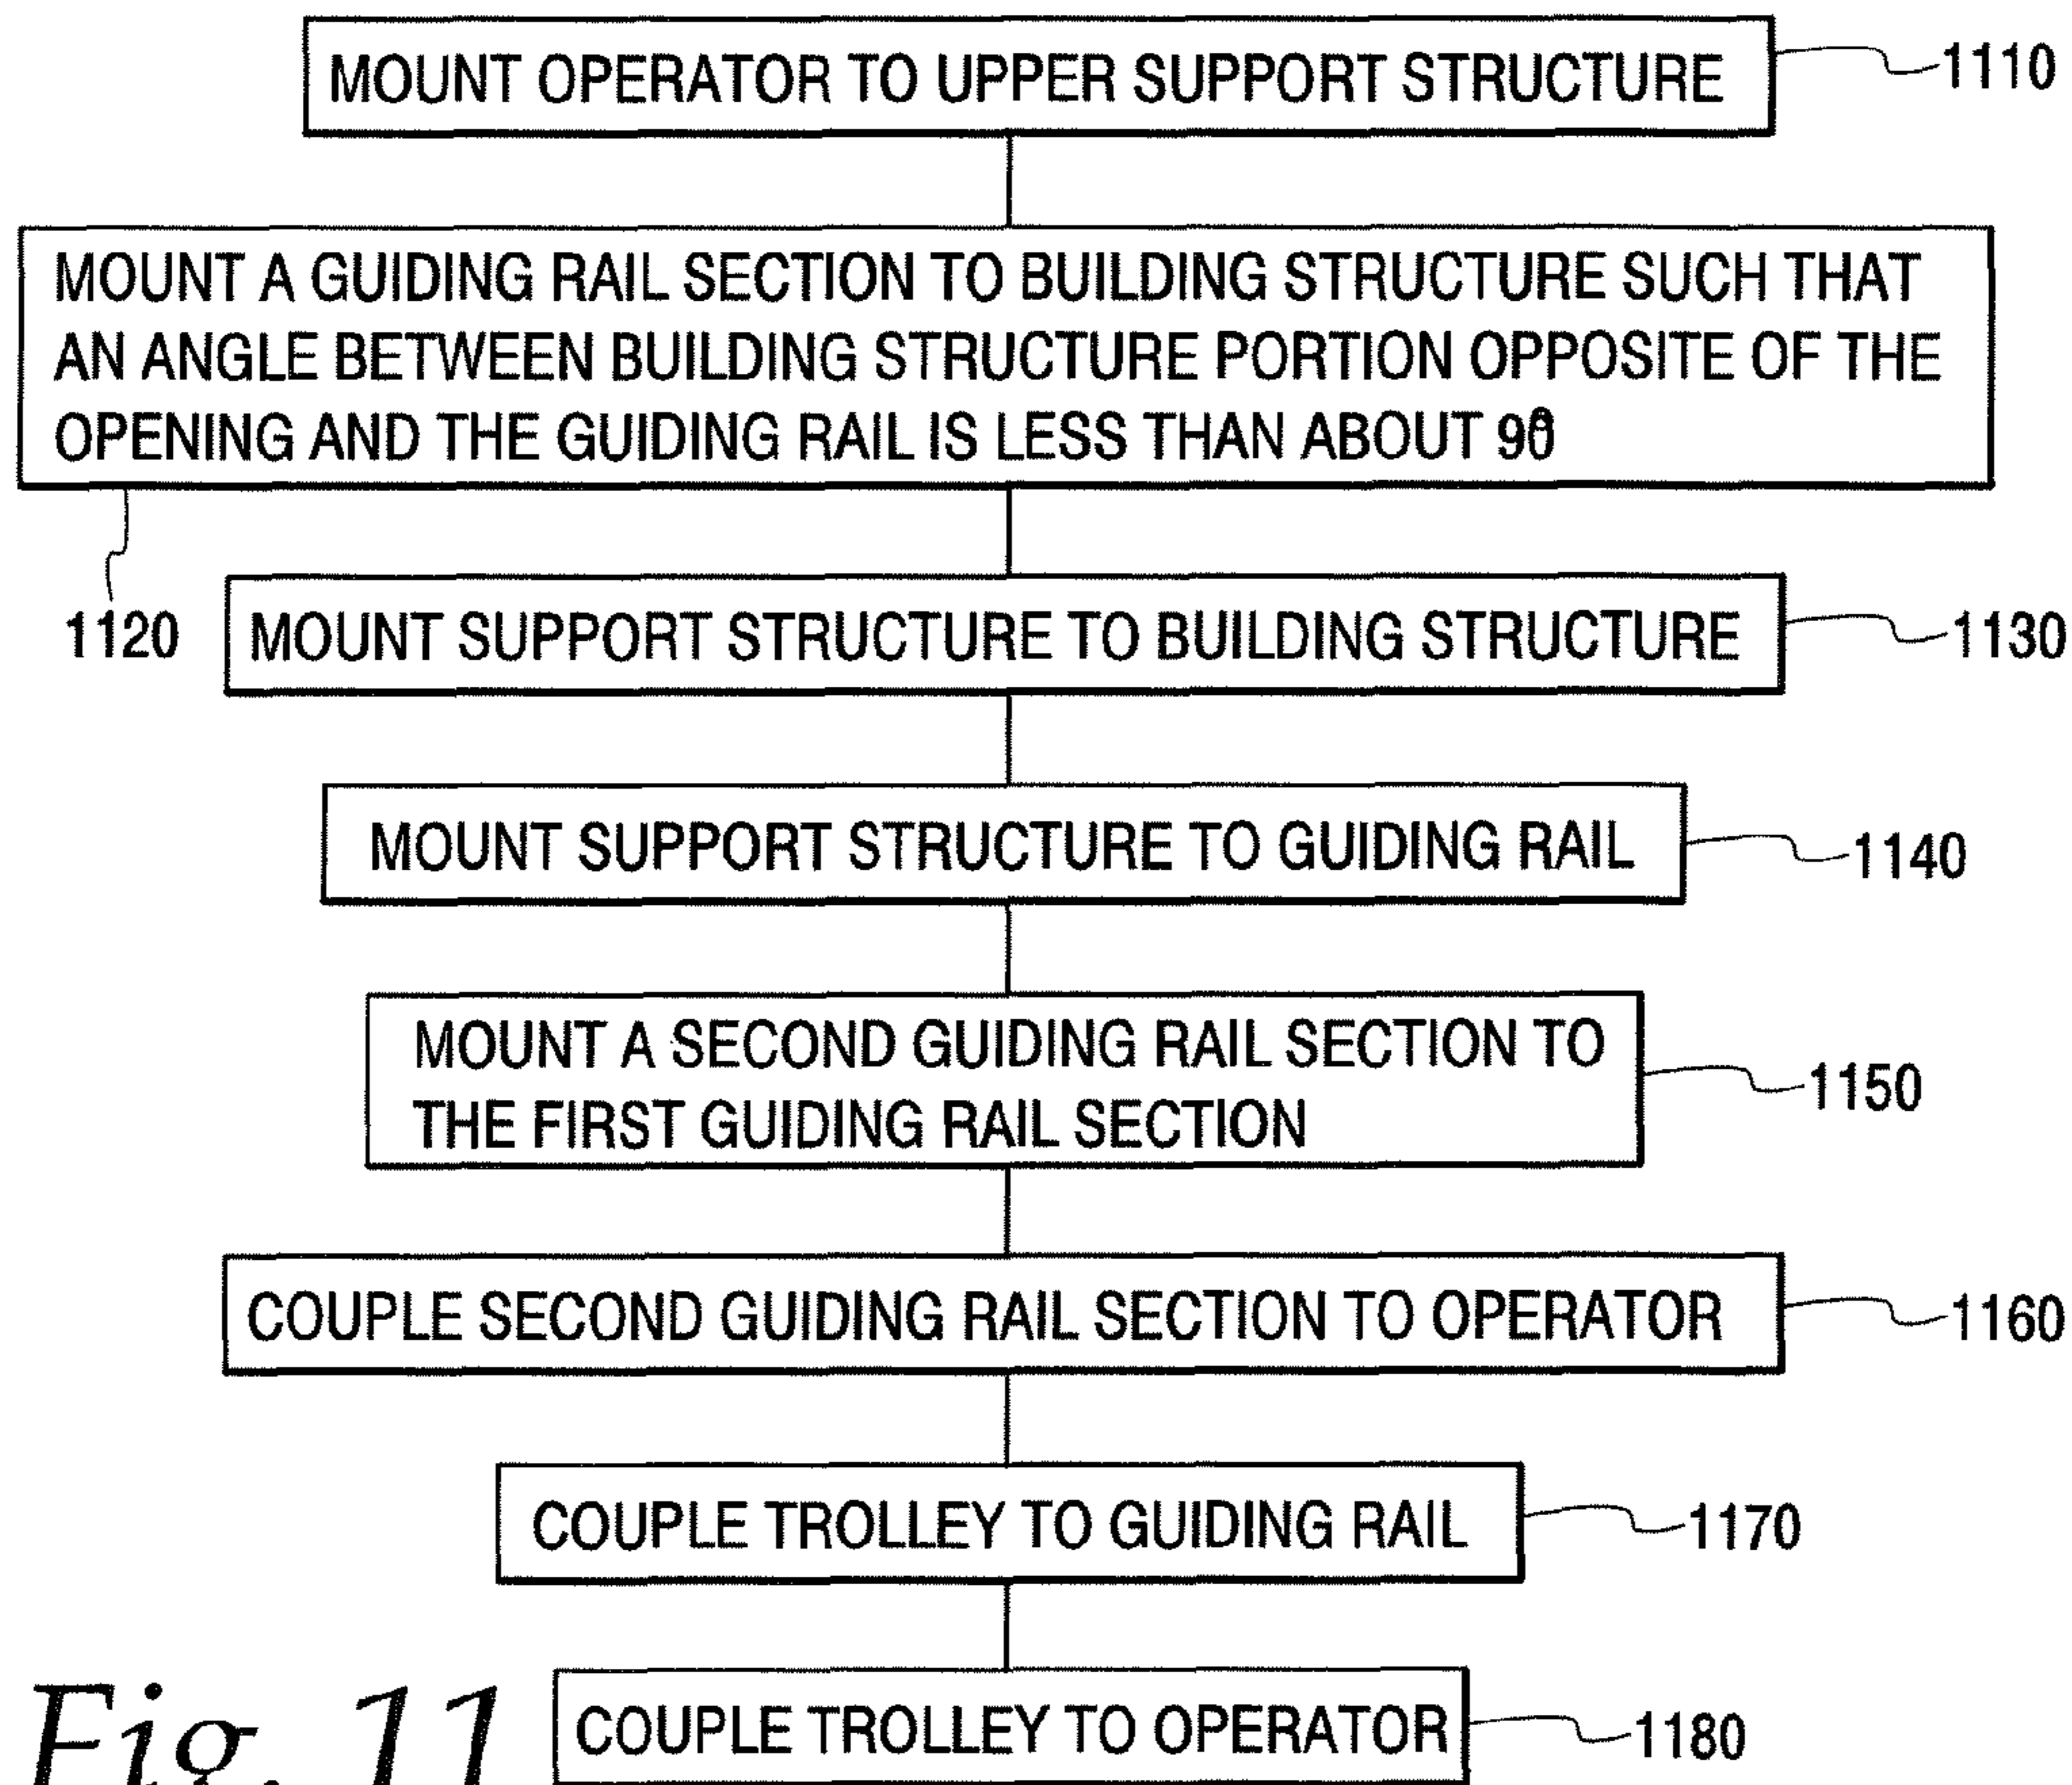 MOUNT OPERATOR TO UPPER SUPPORT STRUCTURE
1110
MOUNT A GUIDING RAIL SECTION TO BUILDING STRUCTURE SUCH THAT
AN ANGLE BETWEEN BUILDING STRUCTURE PORTION OPPOSITE OF THE
OPENING AND THE GUIDING RAIL IS LESS THAN ABOUT 90°
1120
MOUNT SUPPORT STRUCTURE TO BUILDING STRUCTURE
1130
MOUNT SUPPORT STRUCTURE TO GUIDING RAIL
1140
MOUNT A SECOND GUIDING RAIL SECTION TO
THE FIRST GUIDING RAIL SECTION
1150
COUPLE SECOND GUIDING RAIL SECTION TO OPERATOR
1160
COUPLE TROLLEY TO GUIDING RAIL
1170
COUPLE TROLLEY TO OPERATOR
1180
Fig. 11